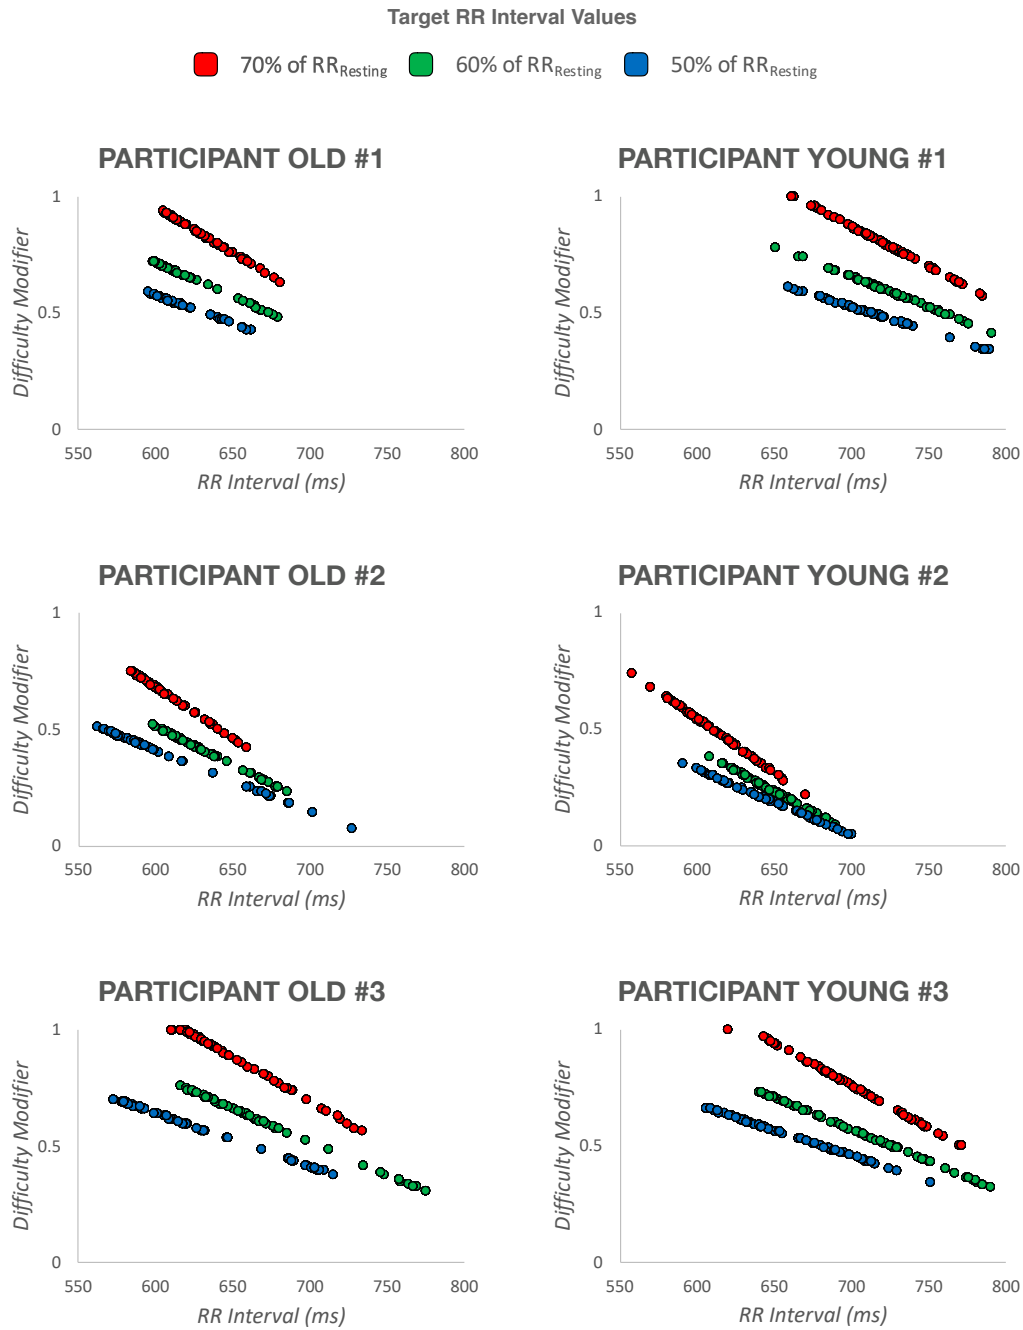 Target RR Interval Values
70% of RRResting 60% of RRResting 50% of RRResting
PARTICIPANT OLD #1
1
0.5
0
Difficulty Modifier
550 600 650 700 750 800
RR Interval (ms)
PARTICIPANT YOUNG #1
1
0.5
0
Difficulty Modifier
550 600 650 700 750 800
RR Interval (ms)
PARTICIPANT OLD #2
1
0.5
0
Difficulty Modifier
550 600 650 700 750 800
RR Interval (ms)
PARTICIPANT YOUNG #2
1
0.5
0
Difficulty Modifier
550 600 650 700 750 800
RR Interval (ms)
PARTICIPANT OLD #3
1
0.5
0
Difficulty Modifier
550 600 650 700 750 800
RR Interval (ms)
PARTICIPANT YOUNG #3
1
0.5
0
Difficulty Modifier
550 600 650 700 750 800
RR Interval (ms)